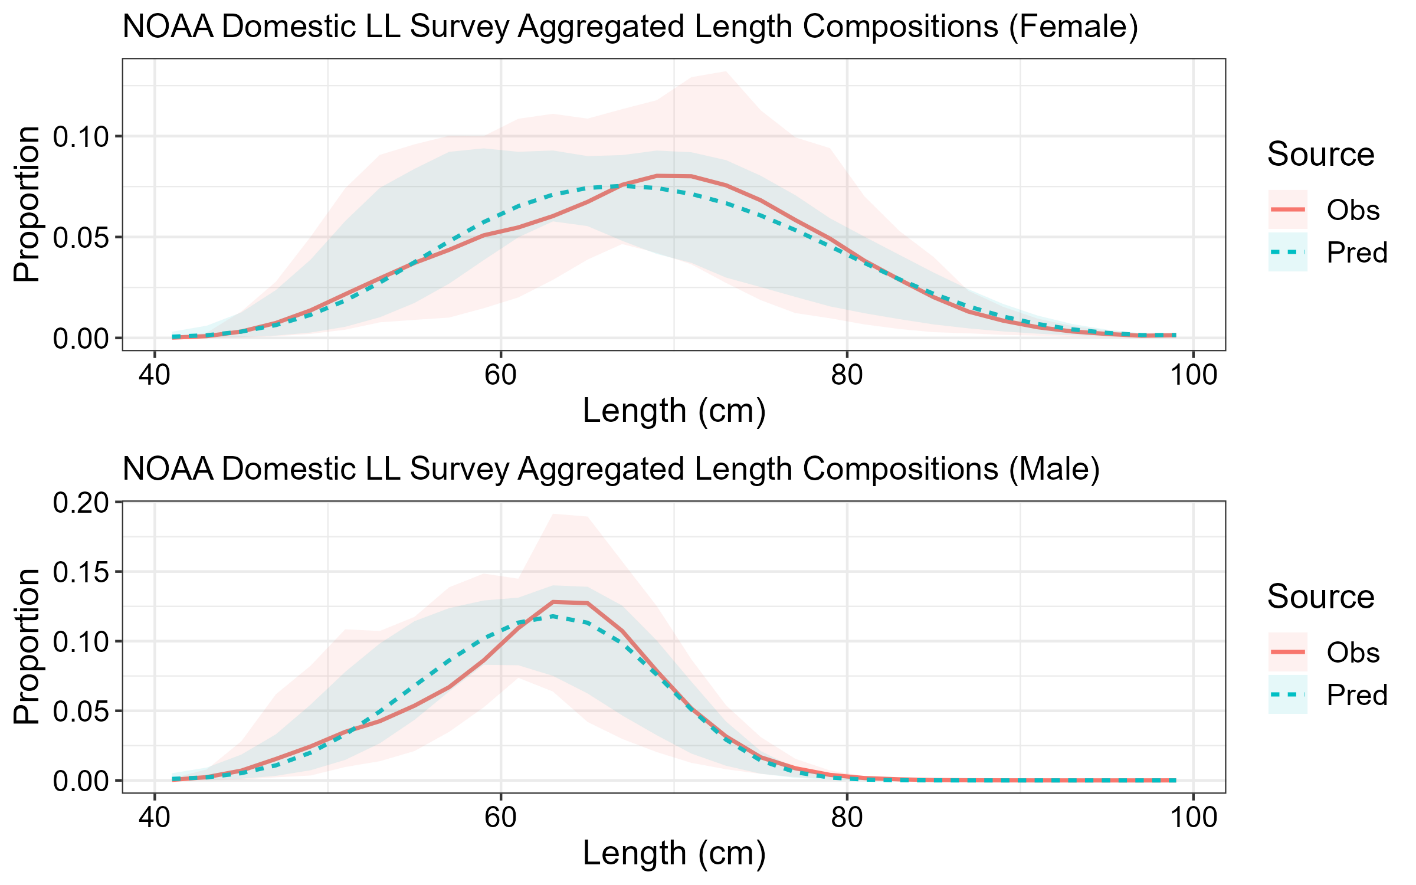 NOAA Domestic LL Survey Aggregated Length Compositions (Female)
Proportion
0.10
0.05
0.00
40 60 80 100
Length (cm)
Source
Obs
Pred
NOAA Domestic LL Survey Aggregated Length Compositions (Male)
Proportion
0.20
0.15
0.10
0.05
0.00
40 60 80 100
Length (cm)
Source
Obs
Pred